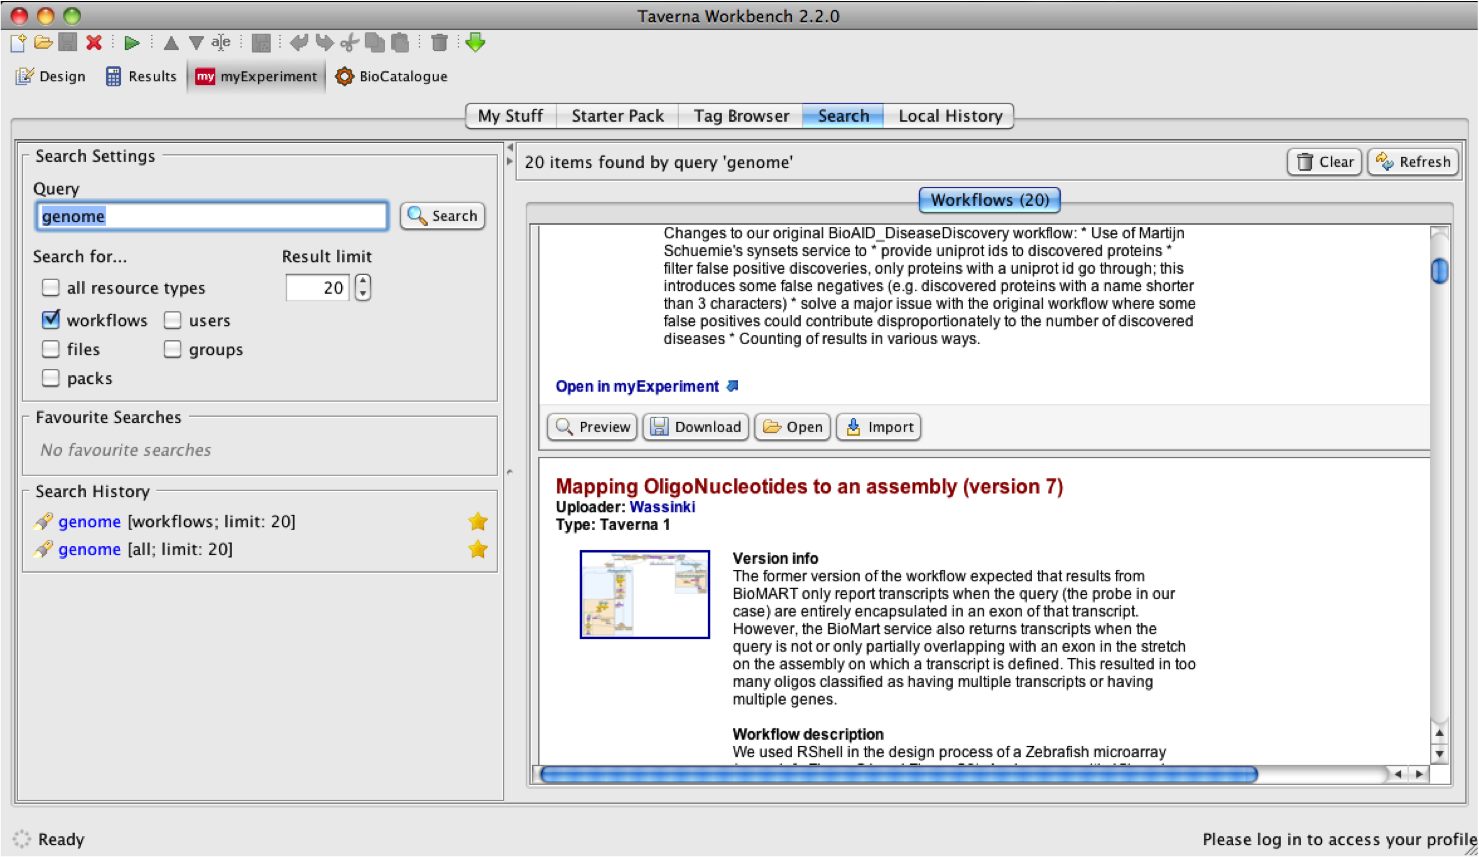 Taverna Workbench 2.2.0
a|e
Design Results my myExperiment BioCatalogue
My Stuff Starter Pack Tag Browser Search Local History
Search Settings
Query
genome Search
Search for... Result limit
all resource types 20
workflows users
files groups
packs
Favourite Searches
No favourite searches
Search History
genome [workflows; limit: 20]
genome [all; limit: 20]
20 items found by query 'genome' Clear Refresh
Workflows (20)
Changes to our original BioAID_DiseaseDiscovery workflow: * Use of Martijn
Schuemie's synsets service to * provide uniprot ids to discovered proteins *
filter false positive discoveries, only proteins with a uniprot id go through; this
introduces some false negatives (e.g. discovered proteins with a name shorter
than 3 characters) * solve a major issue with the original workflow where some
false positives could contribute disproportionately to the number of discovered
diseases * Counting of results in various ways.
Open in myExperiment
Preview Download Open Import
Mapping OligoNucleotides to an assembly (version 7)
Uploader: Wassinki
Type: Taverna 1
Version info
The former version of the workflow expected that results from
BioMART only report transcripts when the query (the probe in our
case) are entirely encapsulated in an exon of that transcript.
However, the BioMart service also returns transcripts when the
query is not or only partially overlapping with an exon in the stretch
on the assembly on which a transcript is defined. This resulted in too
many oligos classified as having multiple transcripts or having
multiple genes.
Workflow description
We used RShell in the design process of a Zebrafish microarray
Ready
Please log in to access your profile